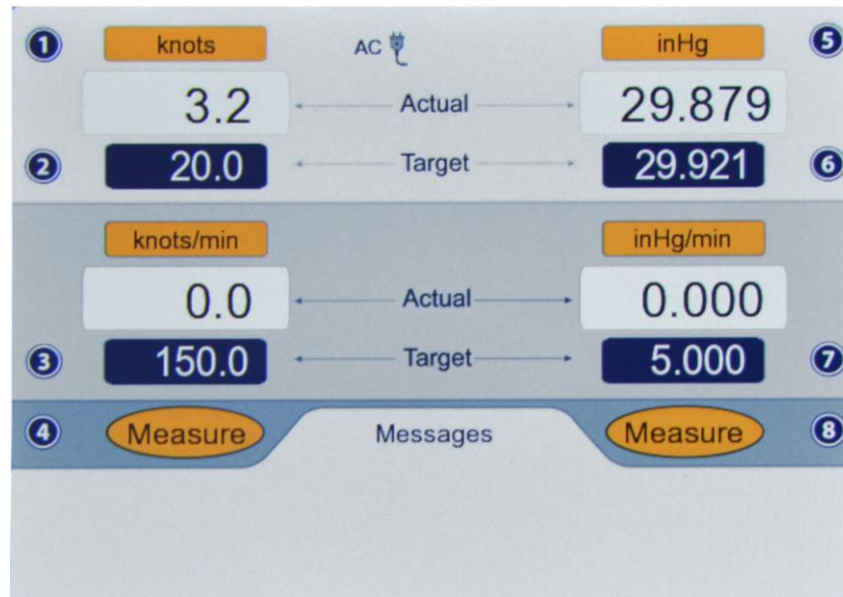 1 knots AC inHg 5
3.2 Actual 29.879
2 20.0 Target 29.921 6
knots/min inHg/min
0.0 Actual 0.000
3 150.0 Target 5.000 7
4 Measure Messages Measure 8